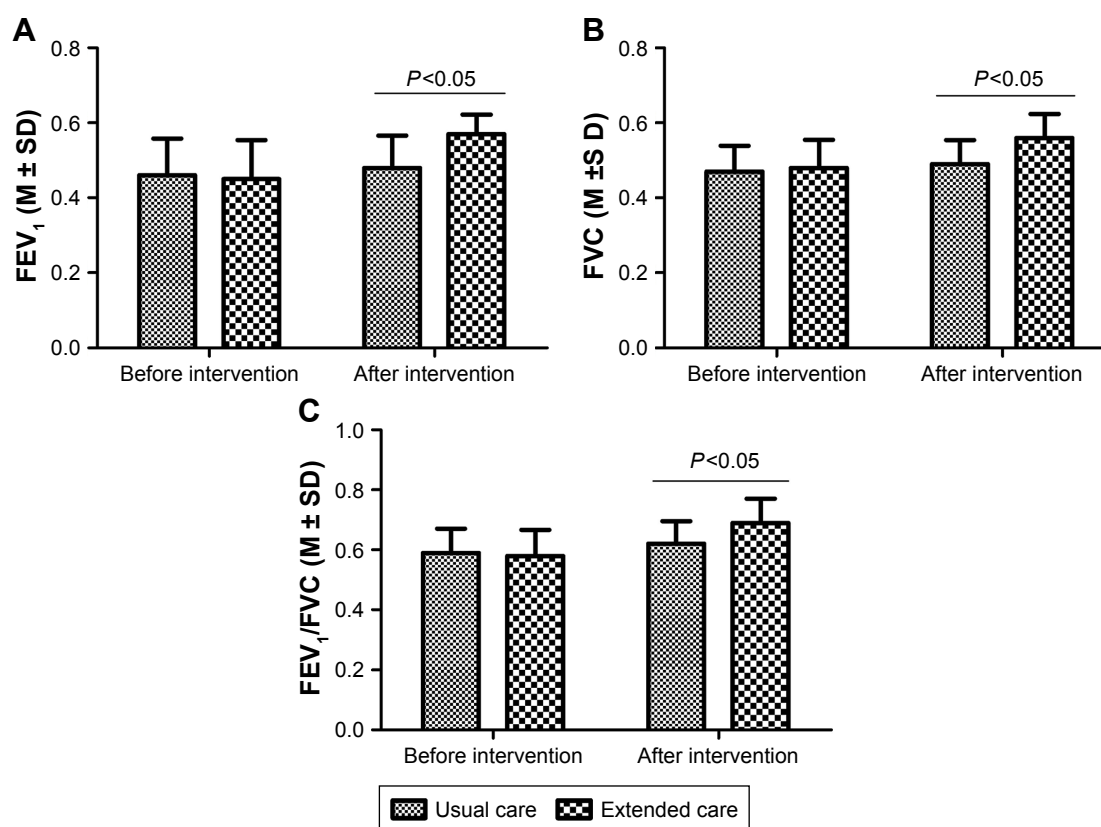 A
FEV₁ (M ± SD)
0.8
0.6
0.4
0.2
0.0
P<0.05
Before intervention
After intervention
B
FVC (M ±S D)
0.8
0.6
0.4
0.2
0.0
P<0.05
Before intervention
After intervention
C
FEV₁/FVC (M ± SD)
1.0
0.8
0.6
0.4
0.2
0.0
P<0.05
Before intervention
After intervention
Usual care
Extended care